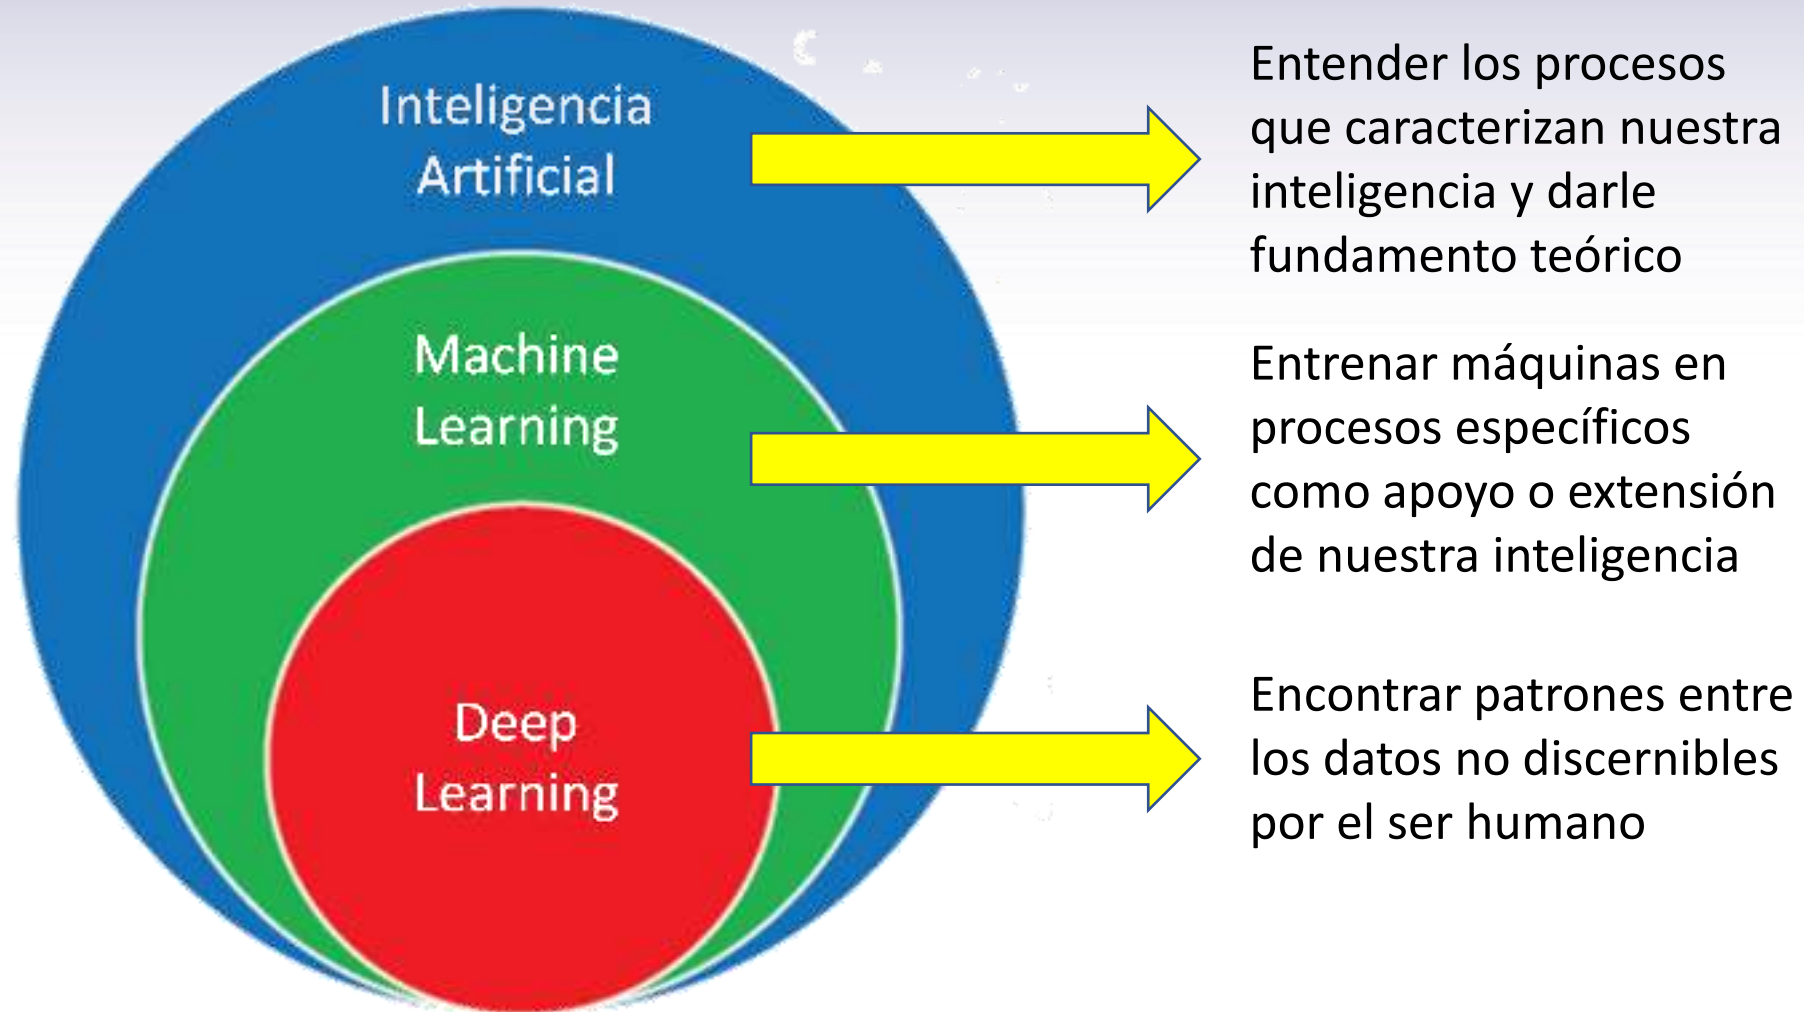 Inteligencia
Artificial
Entender los procesos
que caracterizan nuestra
inteligencia y darle
fundamento teórico
Machine
Learning
Entrenar máquinas en
procesos específicos
como apoyo o extensión
de nuestra inteligencia
Deep
Learning
Encontrar patrones entre
los datos no discernibles
por el ser humano